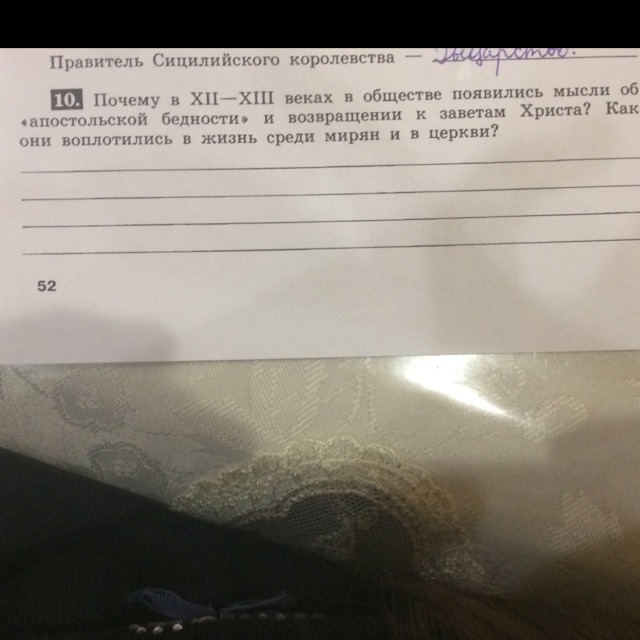 Правитель Сицилийского королевства —
10. Почему в XII—XIII веках в обществе появились мысли об
«апостольской бедности» и возвращении к заветам Христа? Как
они воплотились в жизнь среди мирян и в церкви?
52